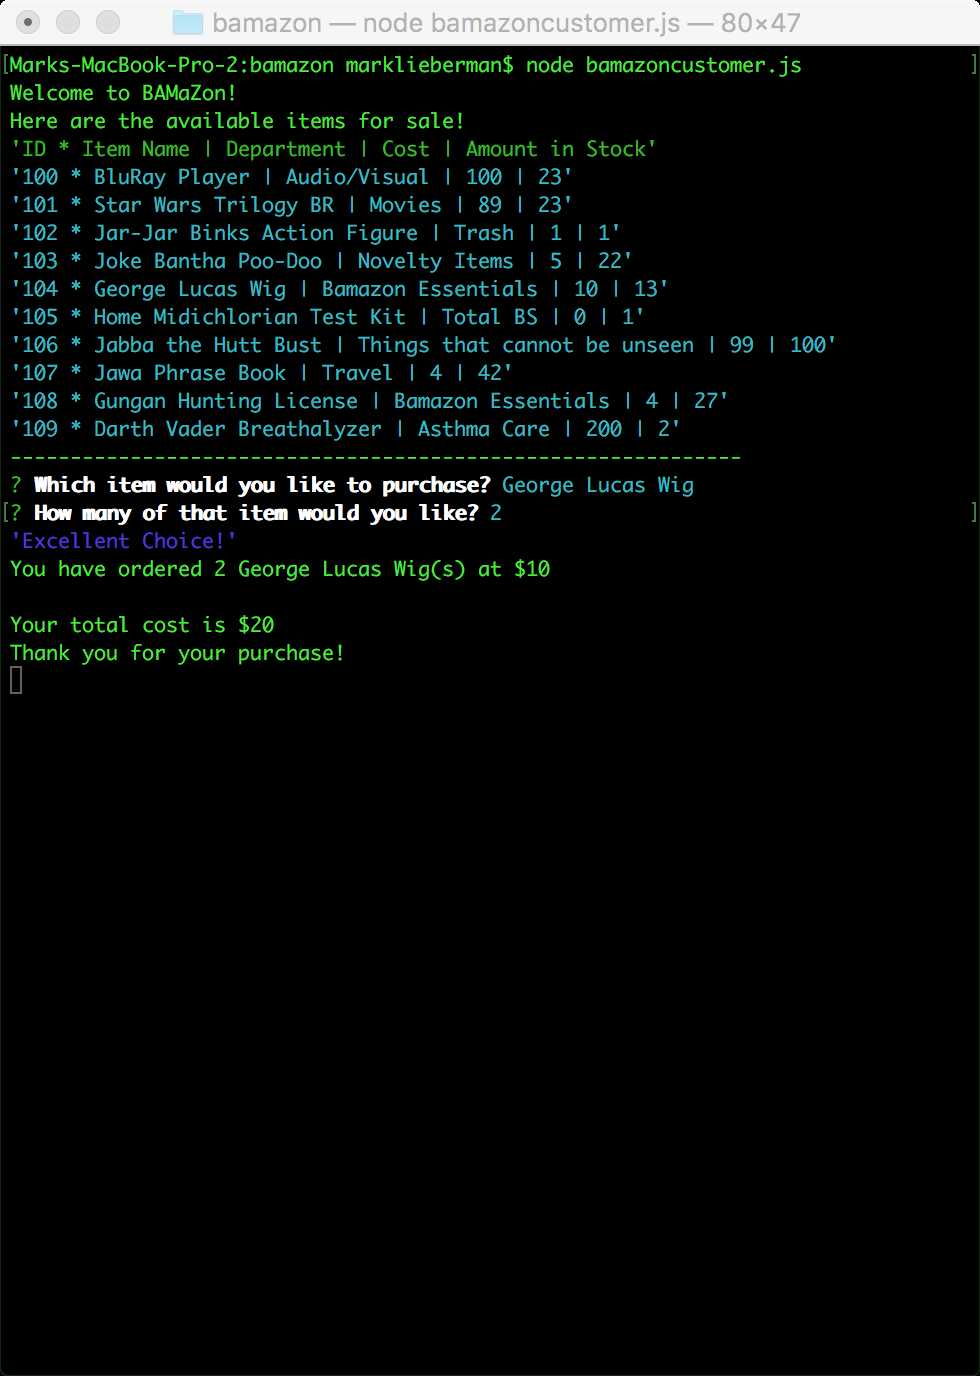 bamazon — node bamazoncustomer.js — 80×47
[Marks-MacBook-Pro-2:bamazon marklieberman$ node bamazoncustomer.js ]
Welcome to BAMaZon!
Here are the available items for sale!
'ID * Item Name | Department | Cost | Amount in Stock'
'100 * BluRay Player | Audio/Visual | 100 | 23'
'101 * Star Wars Trilogy BR | Movies | 89 | 23'
'102 * Jar-Jar Binks Action Figure | Trash | 1 | 1'
'103 * Joke Bantha Poo-Doo | Novelty Items | 5 | 22'
'104 * George Lucas Wig | Bamazon Essentials | 10 | 13'
'105 * Home Midichlorian Test Kit | Total BS | 0 | 1'
'106 * Jabba the Hutt Bust | Things that cannot be unseen | 99 | 100'
'107 * Jawa Phrase Book | Travel | 4 | 42'
'108 * Gungan Hunting License | Bamazon Essentials | 4 | 27'
'109 * Darth Vader Breathalyzer | Asthma Care | 200 | 2'
-------------------------------------------------------------
? Which item would you like to purchase? George Lucas Wig
[? How many of that item would you like? 2 ]
'Excellent Choice!'
You have ordered 2 George Lucas Wig(s) at $10
Your total cost is $20
Thank you for your purchase!